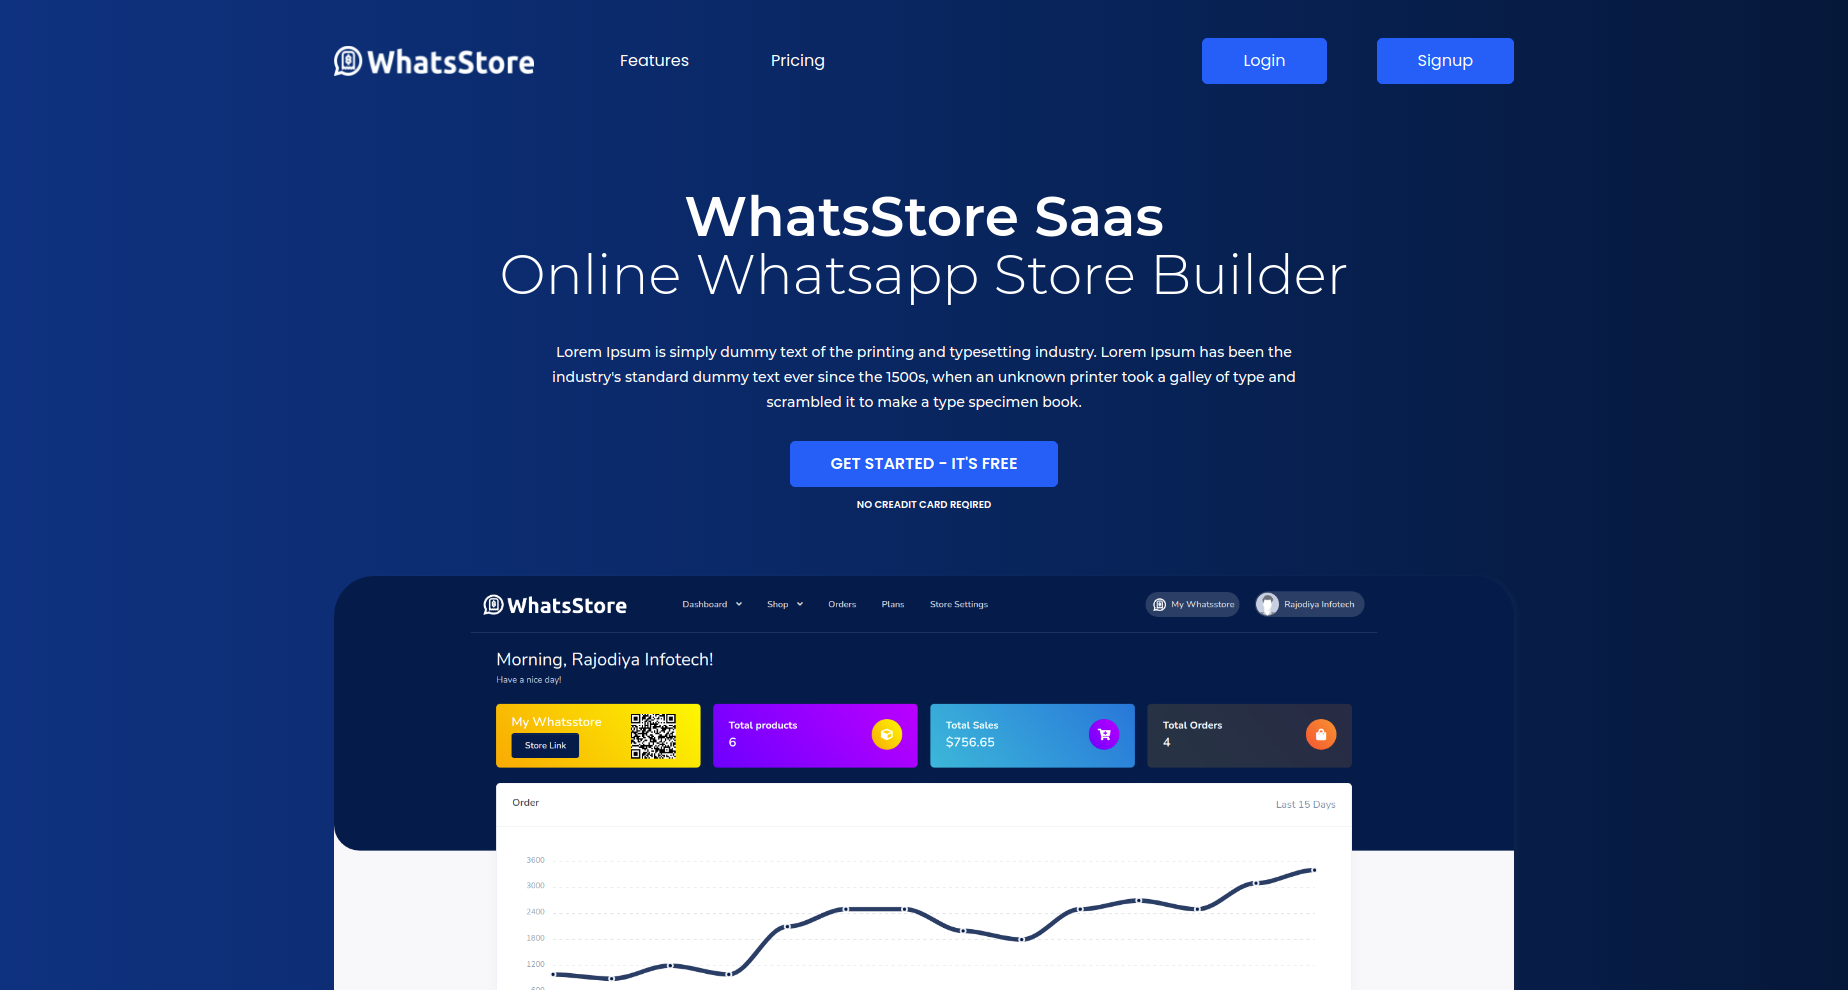 WhatsStore
Features
Pricing
Login
Signup
WhatsStore Saas
Online Whatsapp Store Builder
Lorem Ipsum is simply dummy text of the printing and typesetting industry. Lorem Ipsum has been the
industry's standard dummy text ever since the 1500s, when an unknown printer took a galley of type and
scrambled it to make a type specimen book.
GET STARTED - IT'S FREE
NO CREADIT CARD REQIRED
WhatsStore
Dashboard
Shop
Orders
Plans
Store Settings
My Whatsstore
Rajodiya Infotech
Morning, Rajodiya Infotech!
Have a nice day!
My Whatsstore
Store Link
Total products
6
Total Sales
$756.65
Total Orders
4
Order
Last 15 Days
3600
3000
2400
1800
1200
600